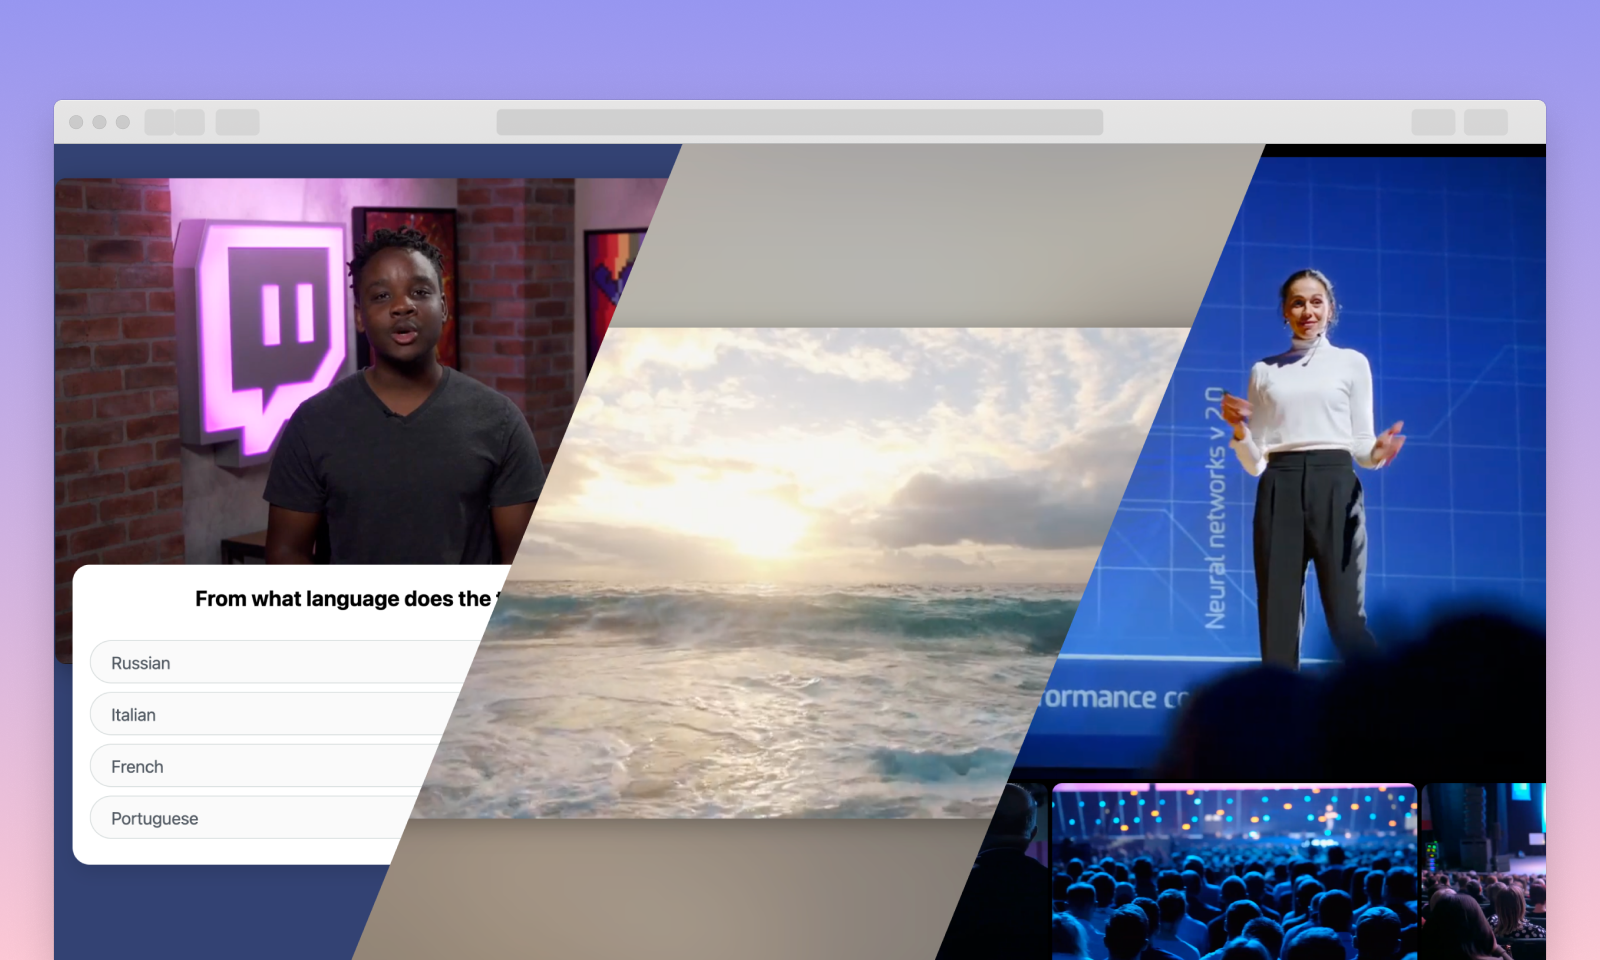 From what language does the
Russian
Italian
French
Portuguese
Neural networks v 2.0
ormance